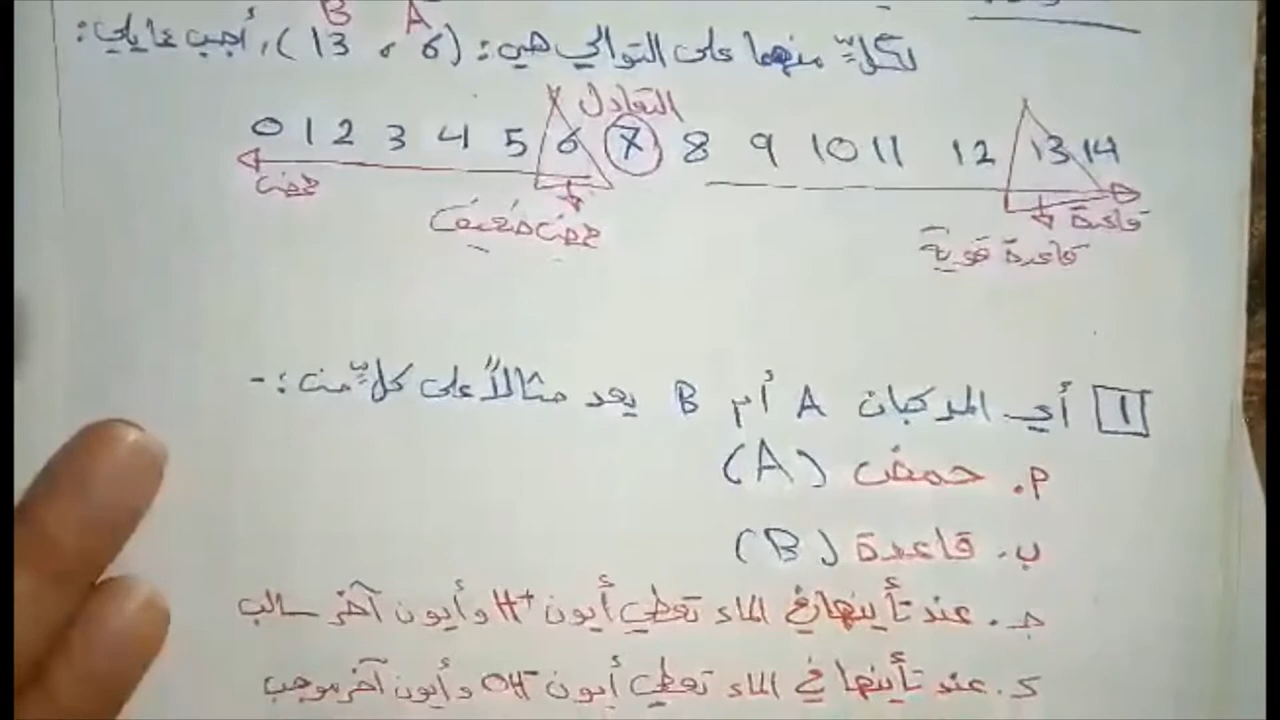 B A
لكلٍّ منهما على التوالي هي: (6 ، 13)، أجب عما يلي:
التعادل
0 1 2 3 4 5 6 7 8 9 10 11 12 13 14
حمض
قاعدة
حمض ضعيف
قاعدة قوية
1 أي المركبات A أم B يعد مثالاً على كلٍّ من :-
م. حمض (A)
ب. قاعدة (B)
جـ. عند تأينها في الماء تعطي أيون H+ وأيون آخر سالب
د. عند تأينها في الماء تعطي أيون OH- وأيون آخر موجب